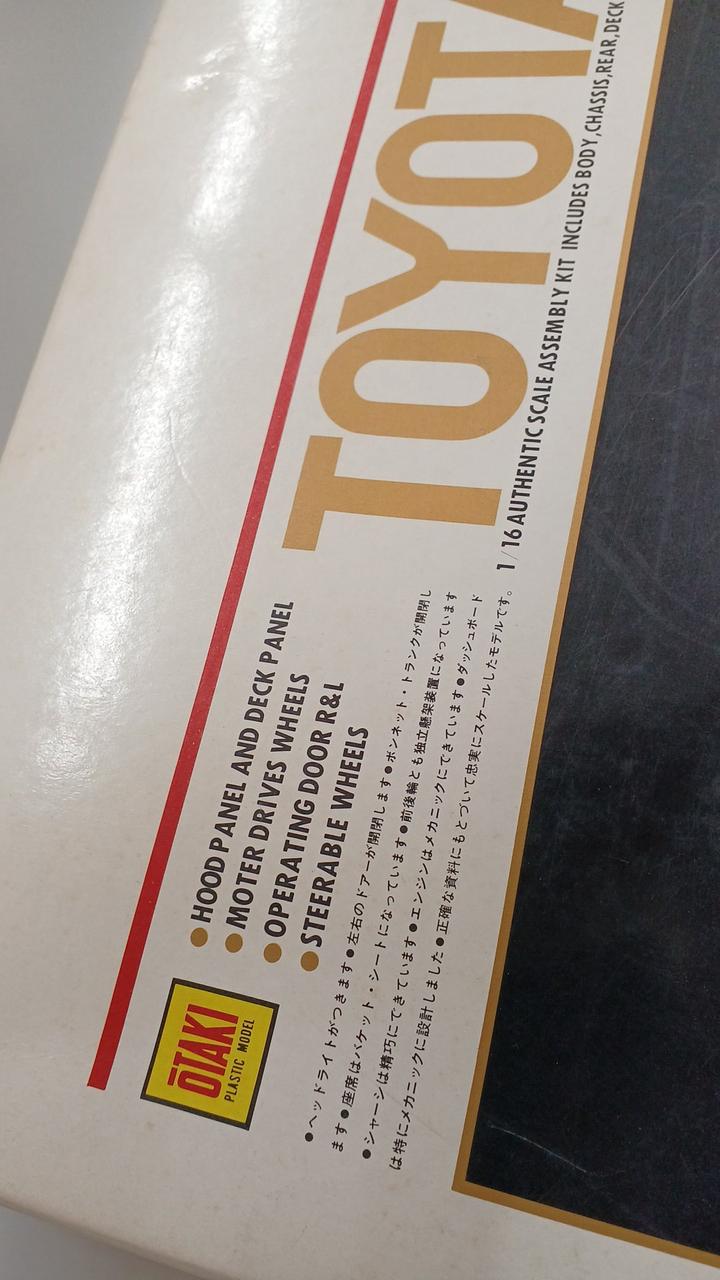 ŌTAKI
PLASTIC MODEL
●HOOD PANEL AND DECK PANEL
●MOTER DRIVES WHEELS
●OPERATING DOOR R&L
●STEERABLE WHEELS
●ヘッドライトがつきます●左右のドアーが開閉します●ボンネット・トランクが開閉し
ます●座席はバケット・シートになっています●前後輪とも独立懸架装置になっています
●シャーシは精巧にできています●エンジンはメカニックにできています●ダッシュボード
は特にメカニックに設計しました●正確な資料にもとづいて忠実にスケールしたモデルです。
TOYOTA
1/16 AUTHENTIC SCALE ASSEMBLY KIT INCLUDES BODY,CHASSIS,REAR,DECK